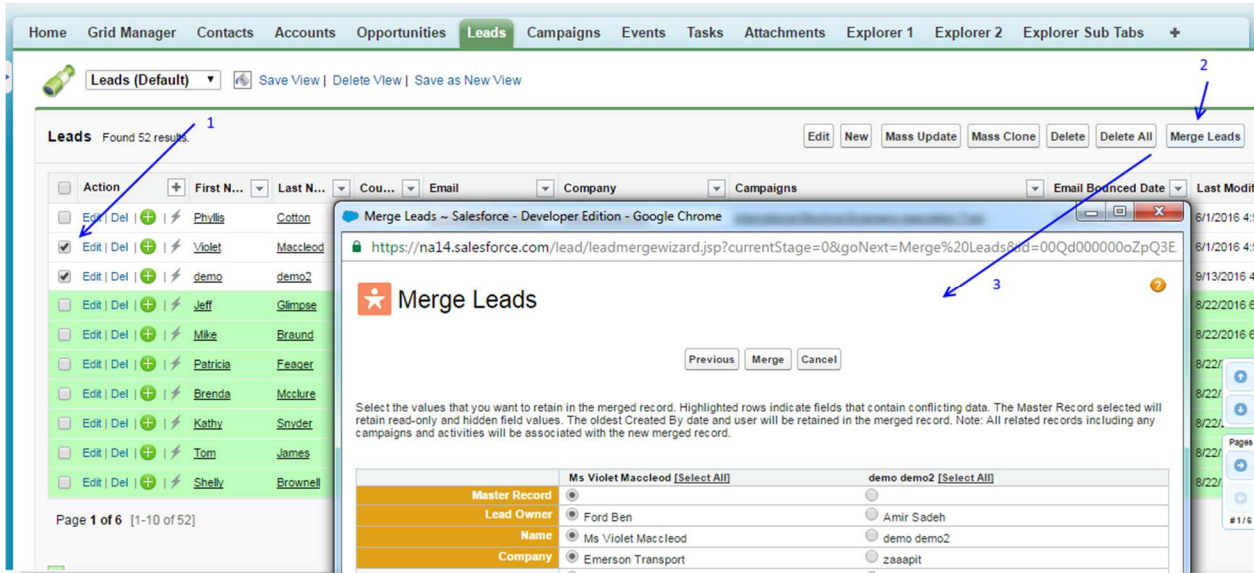 Home Grid Manager Contacts Accounts Opportunities Leads Campaigns Events Tasks Attachments Explorer 1 Explorer 2 Explorer Sub Tabs +
2
Leads (Default) Save View | Delete View | Save as New View
1
Leads Found 52 results. Edit New Mass Update Mass Clone Delete Delete All Merge Leads
Action First N... Last N... Cou... Email Company Campaigns Email Bounced Date Last Modif
Edit | Del | Phyllis Cotton Merge Leads ~ Salesforce - Developer Edition - Google Chrome 6/1/2016 4:
Edit | Del | Violet Maccleod https://na14.salesforce.com/lead/leadmergewizard.jsp?currentStage=0&goNext=Merge%20Leads&id=00Qd000000oZpQ3E 6/1/2016 4:
Edit | Del | demo demo2 9/13/2016 4
3
Edit | Del | Jeff Glimpse Merge Leads 8/22/2016 6
Edit | Del | Mike Braund 8/22/2016 6
Edit | Del | Patricia Feager Previous Merge Cancel 8/22/
Edit | Del | Brenda Mcclure 8/22/
Edit | Del | Kathy Snyder 8/22/
Select the values that you want to retain in the merged record. Highlighted rows indicate fields that contain conflicting data. The Master Record selected will
retain read-only and hidden field values. The oldest Created By date and user will be retained in the merged record. Note: All related records including any
campaigns and activities will be associated with the new merged record.
Pages
Edit | Del | Tom James 8/22/
Edit | Del | Shelly Brownell 8/22/
Ms Violet Maccleod [Select All] demo demo2 [Select All]
Master Record
Lead Owner Ford Ben Amir Sadeh
Name Ms Violet Maccleod demo demo2
Company Emerson Transport zaaapit
Page 1 of 6 [1-10 of 52]
#1/6